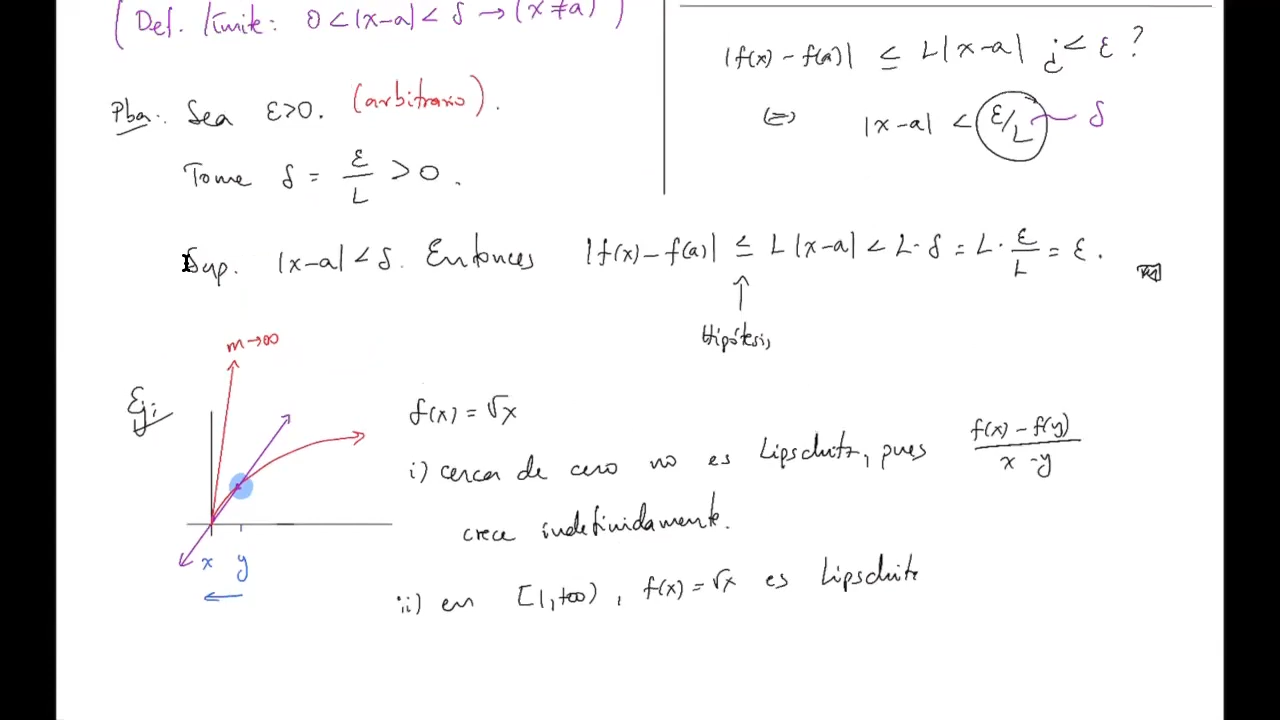 ( Def. límite: 0 < |x-a| < δ → (x ≠ a) )
Pba:. Sea ε>0. (arbitrario).
Tome δ = ε/L > 0.
|f(x) - f(a)| ≤ L|x-a| ¿< ε ?
⇔ |x-a| < ε/L δ
Sup. |x-a| < δ. Entonces |f(x) - f(a)| ≤ L|x-a| < L·δ = L·ε/L = ε.
Hipótesis
m→∞
Ej:
x y
f(x) = √x
i) cerca de cero no es Lipschitz, pues f(x) - f(y) / x - y
crece indefinidamente.
ii) en [1,+∞), f(x) = √x es Lipschitz